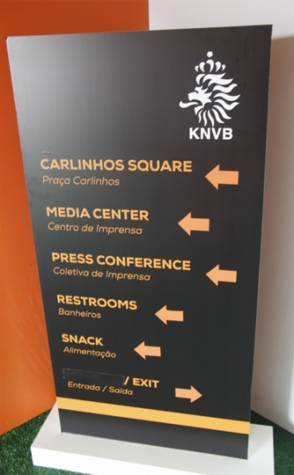 KNVB
CARLINHOS SQUARE
Praça Carlinhos
MEDIA CENTER
Centro de Imprensa
PRESS CONFERENCE
Coletiva de Imprensa
RESTROOMS
Banheiros
SNACK
Alimentação
/ EXIT
Entrada / Saída